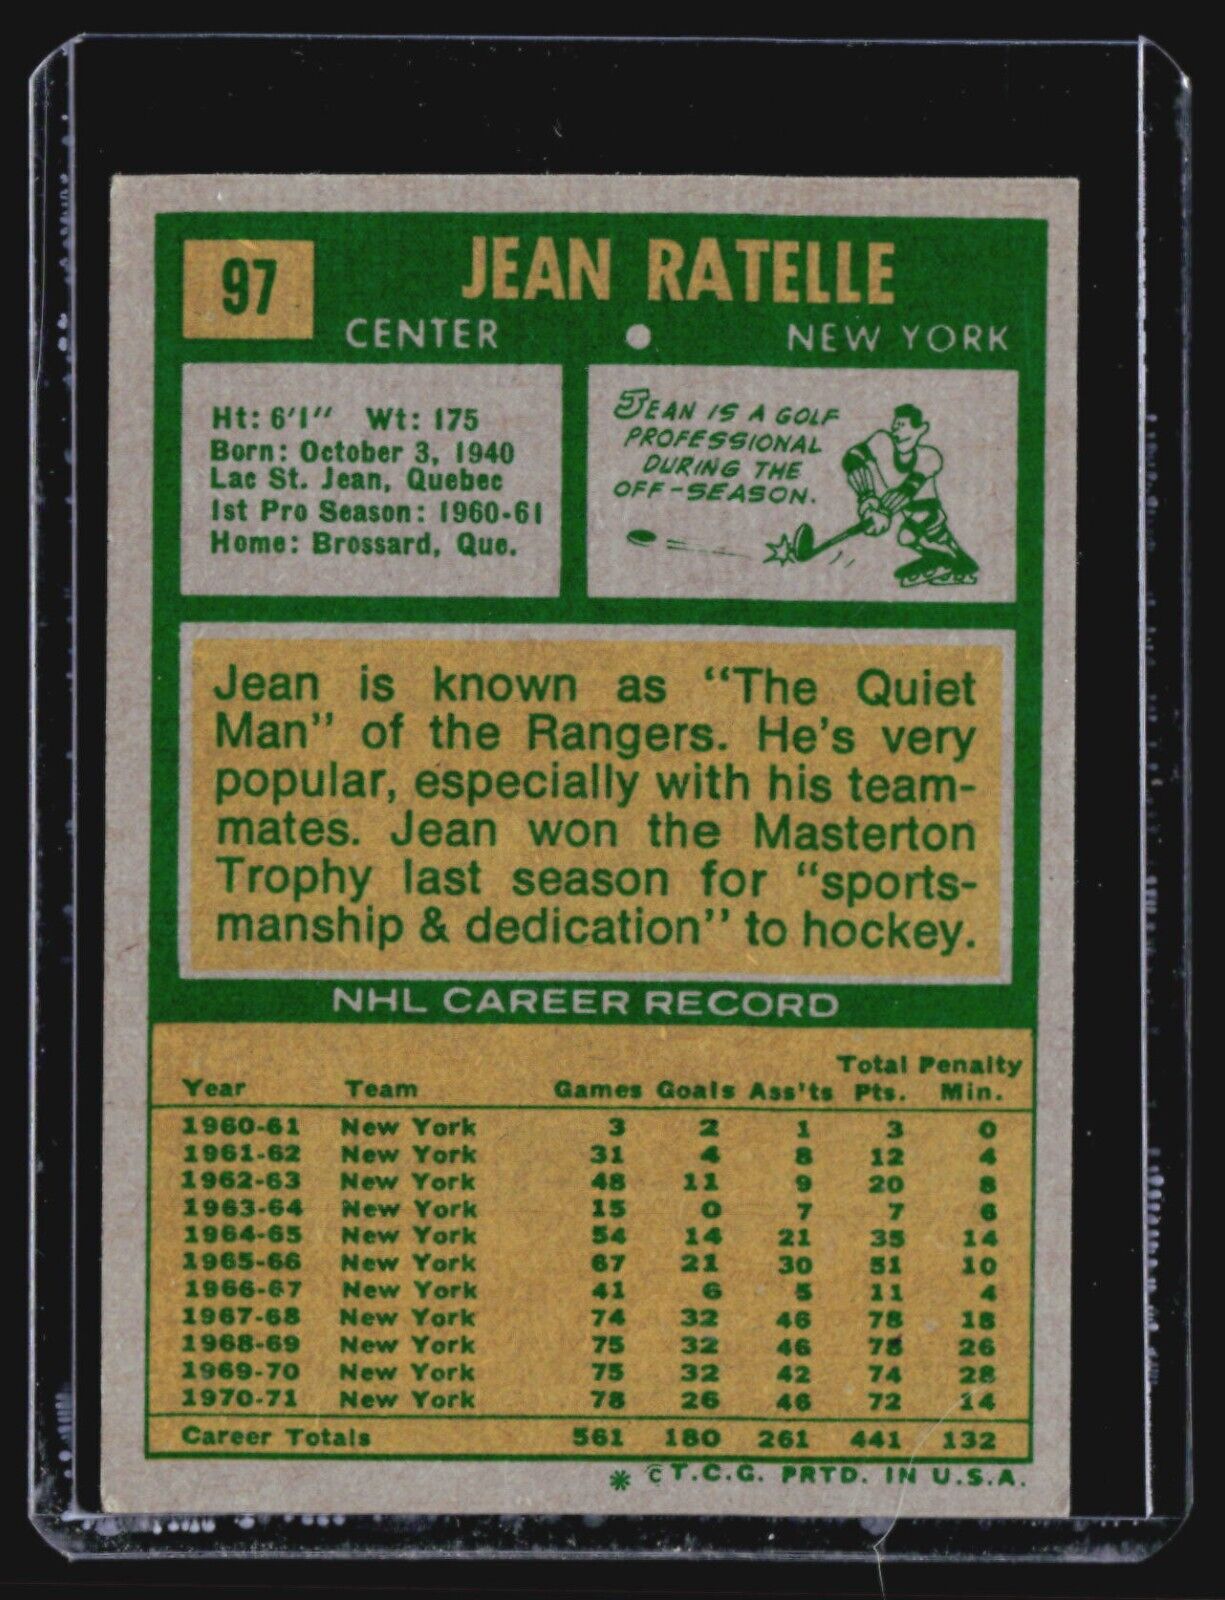 97
JEAN RATELLE
CENTER • NEW YORK
Ht: 6'1" Wt: 175
Born: October 3, 1940
Lac St. Jean, Quebec
1st Pro Season: 1960-61
Home: Brossard, Que.
JEAN IS A GOLF
PROFESSIONAL
DURING THE
OFF-SEASON.
Jean is known as "The Quiet
Man" of the Rangers. He's very
popular, especially with his team-
mates. Jean won the Masterton
Trophy last season for "sports-
manship & dedication" to hockey.
NHL CAREER RECORD
Total Penalty
Year Team Games Goals Ass'ts Pts. Min.
1960-61 New York 3 2 1 3 0
1961-62 New York 31 4 8 12 4
1962-63 New York 48 11 9 20 8
1963-64 New York 15 0 7 7 6
1964-65 New York 54 14 21 35 14
1965-66 New York 67 21 30 51 10
1966-67 New York 41 6 5 11 4
1967-68 New York 74 32 46 78 18
1968-69 New York 75 32 46 78 26
1969-70 New York 75 32 42 74 28
1970-71 New York 78 26 46 72 14
Career Totals 561 180 261 441 132
* © T.C.G. PRTD. IN U.S.A.